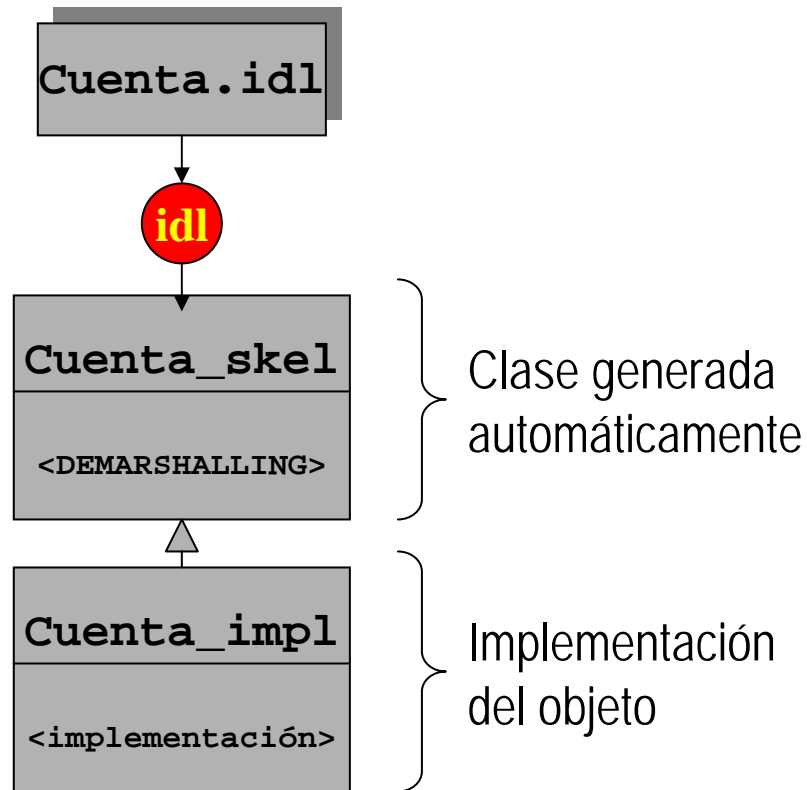 Cuenta.idl
idl
Cuenta_skel
<DEMARSHALLING>
Clase generada
automáticamente
Cuenta_impl
<implementación>
Implementación
del objeto